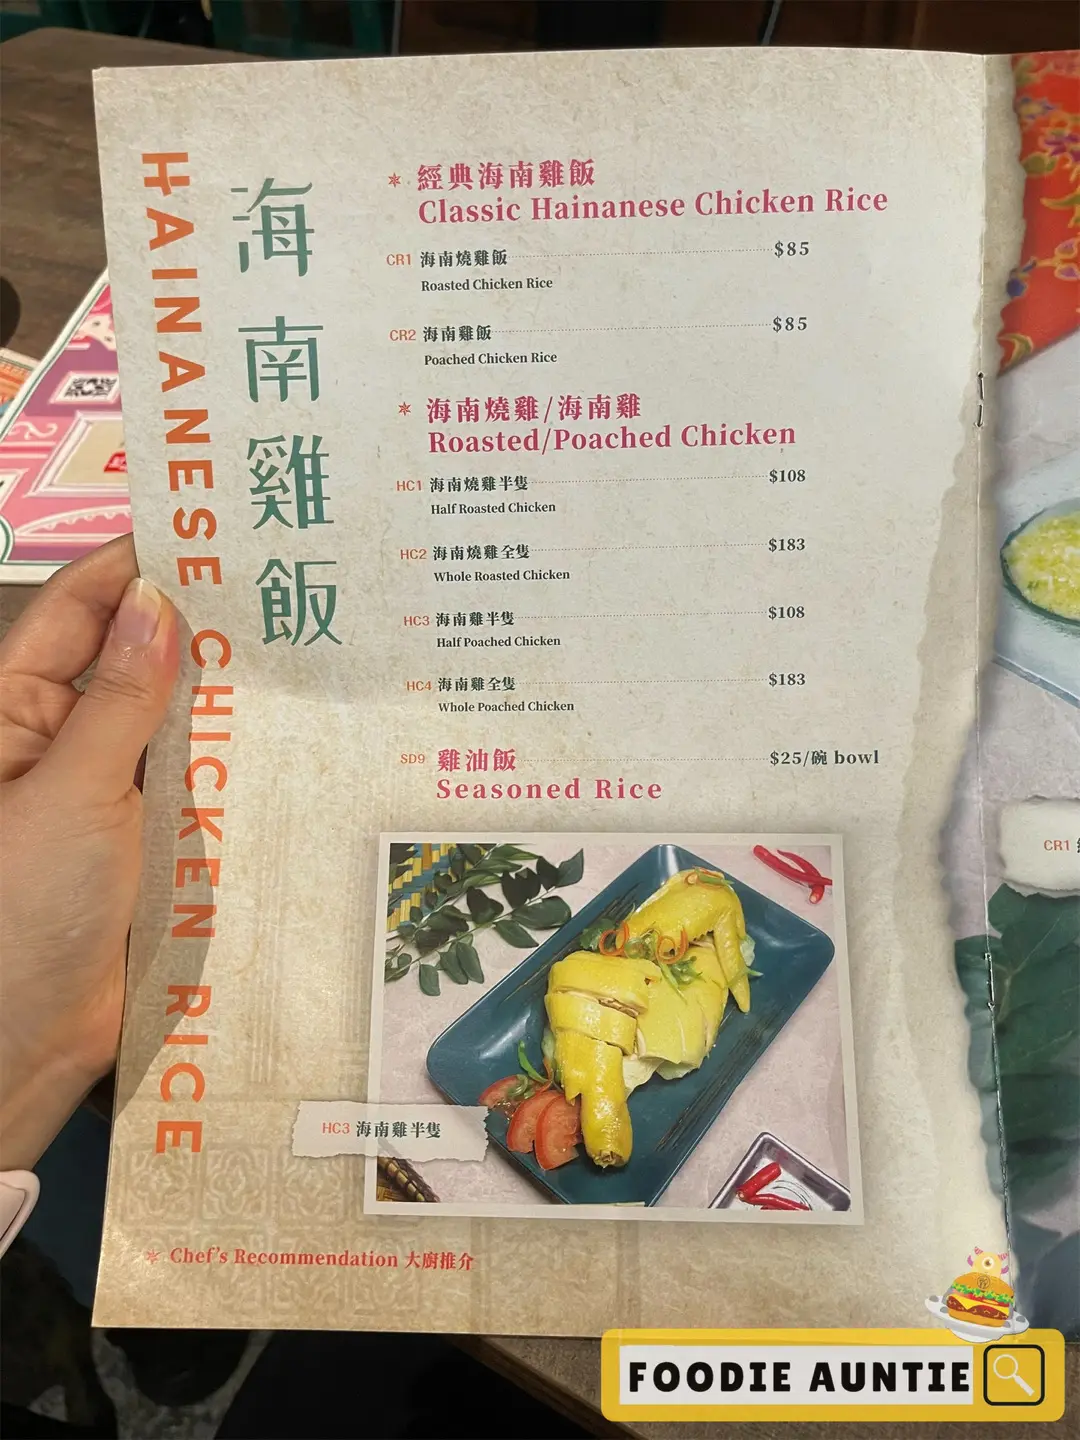 HAINANESE CHICKEN RICE
海南雞飯
經典海南雞飯
Classic Hainanese Chicken Rice
CR1 海南燒雞飯 $85
Roasted Chicken Rice
CR2 海南雞飯 $85
Poached Chicken Rice
海南燒雞/海南雞
Roasted/Poached Chicken
HC1 海南燒雞半隻 $108
Half Roasted Chicken
HC2 海南燒雞全隻 $183
Whole Roasted Chicken
HC3 海南雞半隻 $108
Half Poached Chicken
HC4 海南雞全隻 $183
Whole Poached Chicken
SD9 雞油飯 $25/碗 bowl
Seasoned Rice
CR1
HC3 海南雞半隻
Chef's Recommendation 大廚推介
FOODIE AUNTIE